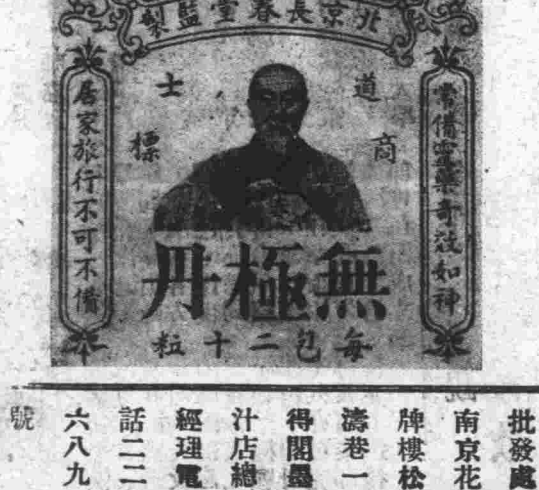 北京長春堂監製
道士
商標
常備靈藥奇效如神
居家旅行不可不備
無極丹
每包二十粒
批發處
南京花
牌樓松
濤巷一
得閣墨
汁店總
經理電
話二二
六八九
號